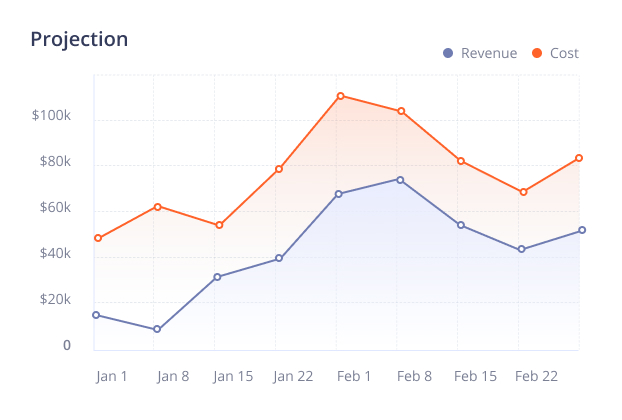 Projection
Revenue Cost
$100k
$80k
$60k
$40k
$20k
0
Jan 1 Jan 8 Jan 15 Jan 22 Feb 1 Feb 8 Feb 15 Feb 22